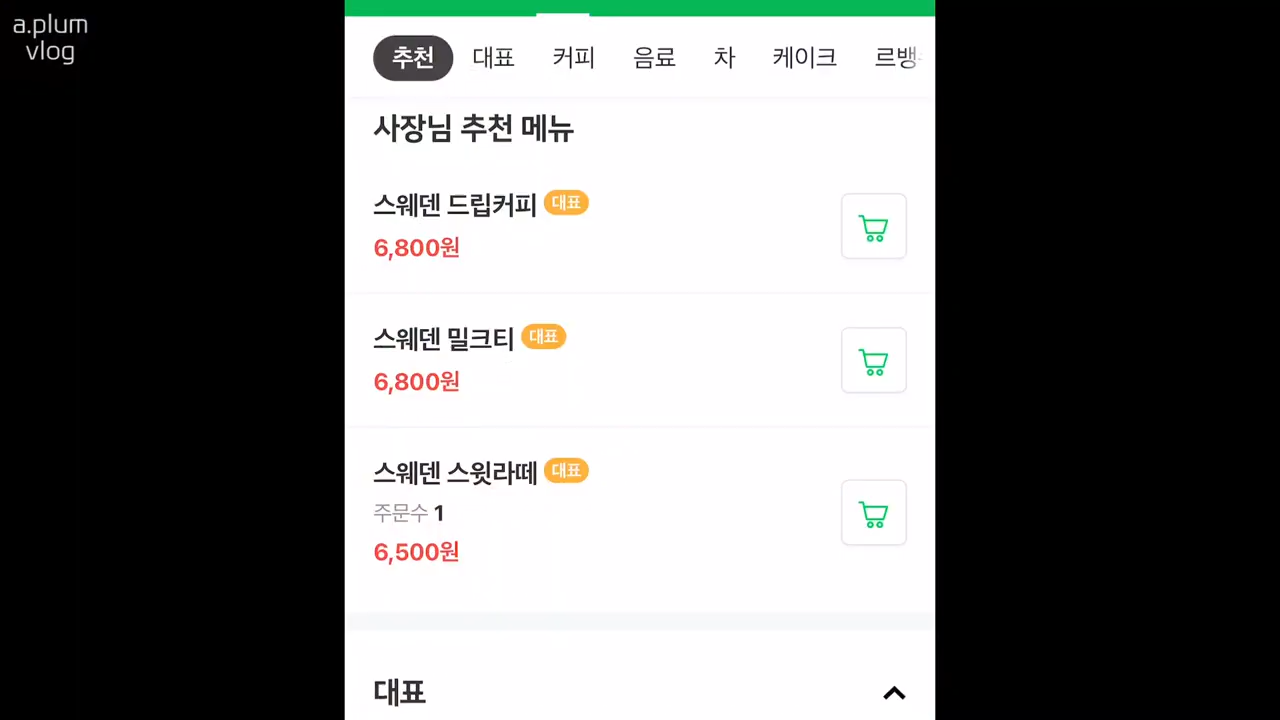 a.plum
vlog
추천 대표 커피 음료 차 케이크 르뱅
사장님 추천 메뉴
스웨덴 드립커피 대표
6,800원
스웨덴 밀크티 대표
6,800원
스웨덴 스윗라떼 대표
주문수 1
6,500원
대표